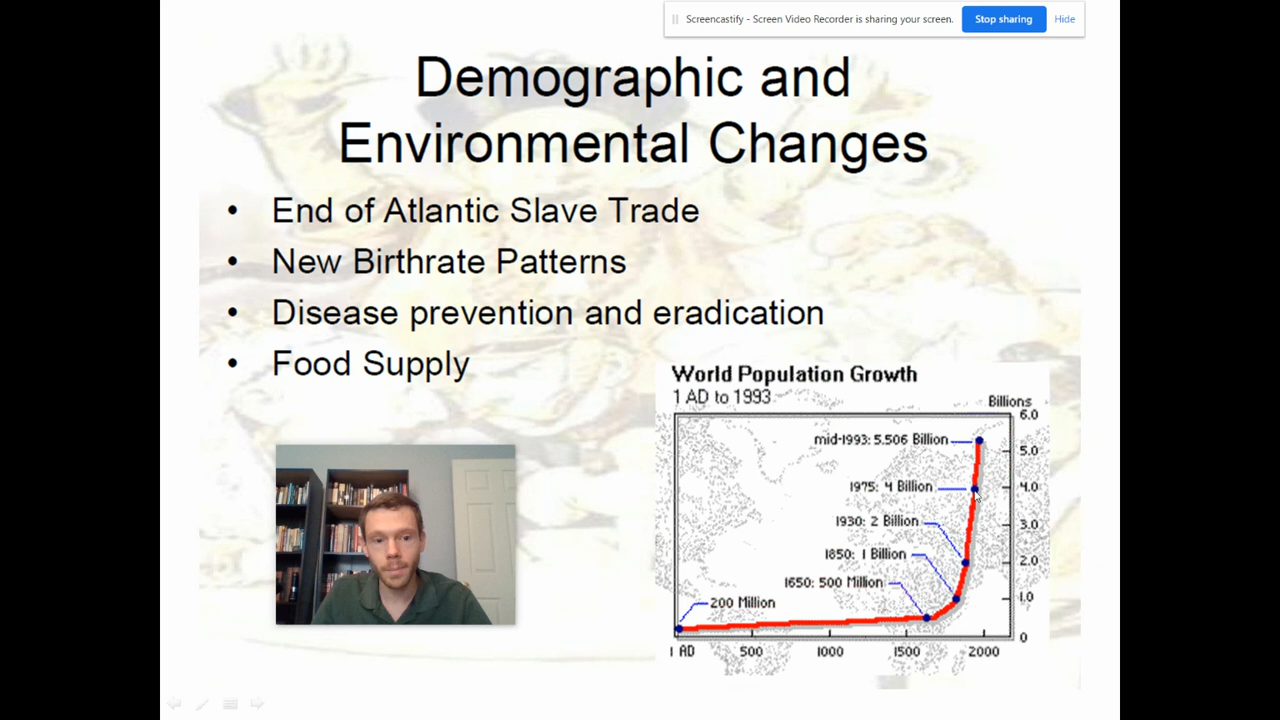 Screencastify - Screen Video Recorder is sharing your screen. Stop sharing Hide
Demographic and
Environmental Changes
• End of Atlantic Slave Trade
• New Birthrate Patterns
• Disease prevention and eradication
• Food Supply
World Population Growth
1 AD to 1993
Billions
6.0
mid-1993: 5.506 Billion
5.0
1975: 4 Billion
4.0
1930: 2 Billion
3.0
1850: 1 Billion
2.0
1650: 500 Million
1.0
200 Million
0
1 AD 500 1000 1500 2000